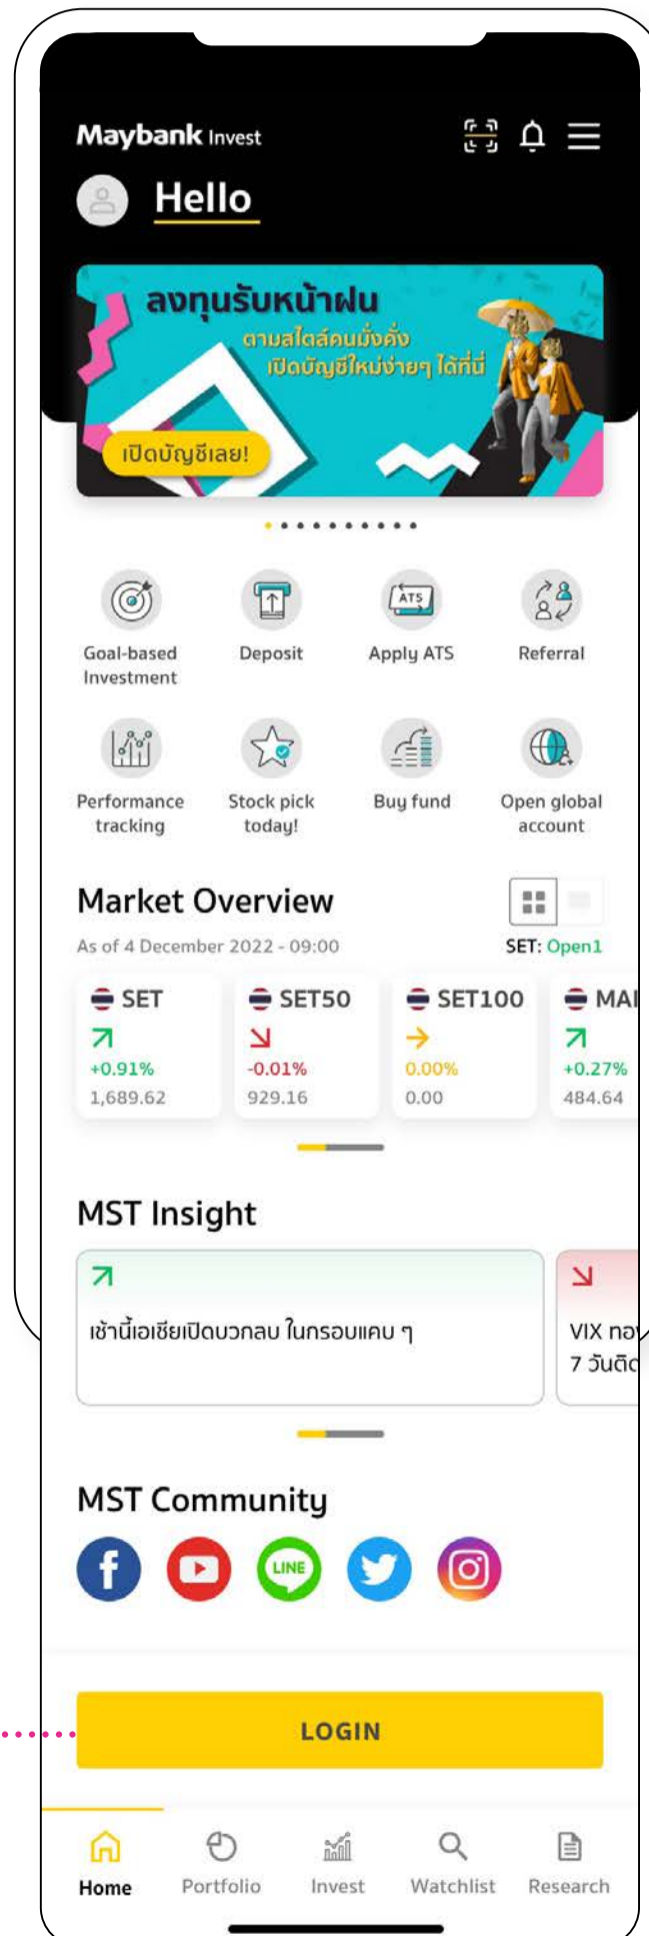 Maybank Invest
Hello
ลงทุนรับหน้าฝน
ตามสไตล์คนมั่งคั่ง
เปิดบัญชีใหม่ง่ายๆ ได้ที่นี่
เปิดบัญชีเลย!
Goal-based
Investment
Deposit
ATS
Apply ATS
Referral
Performance
tracking
Stock pick
today!
Buy fund
Open global
account
Market Overview
As of 4 December 2022 - 09:00
SET: Open1
SET
+0.91%
1,689.62
SET50
-0.01%
929.16
SET100
0.00%
0.00
MAI
+0.27%
484.64
MST Insight
เช้านี้เอเชียเปิดบวกลบ ในกรอบแคบ ๆ
VIX
7 วันติด
MST Community
LINE
LOGIN
Home
Portfolio
Invest
Watchlist
Research